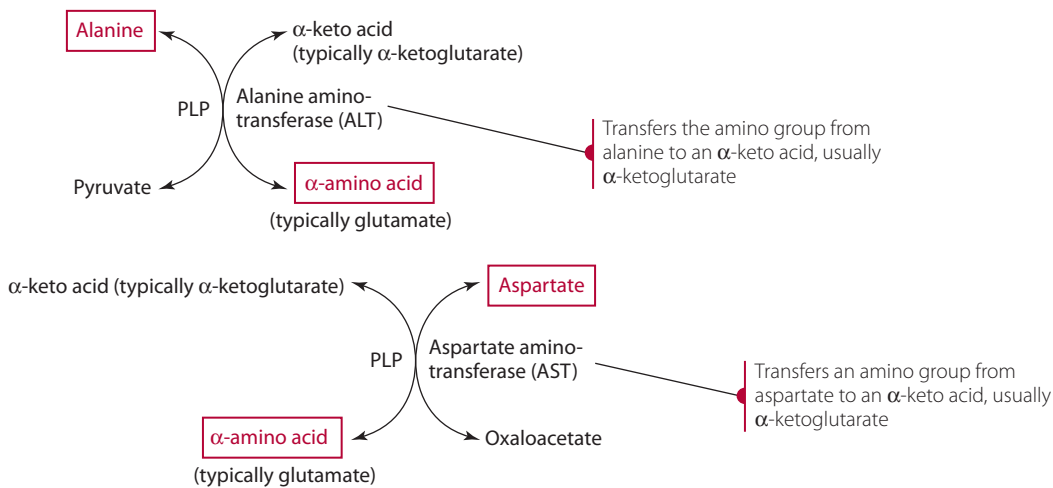 Alanine
α-keto acid
(typically α-ketoglutarate)
PLP
Alanine amino-
transferase (ALT)
Transfers the amino group from
alanine to an α-keto acid, usually
α-ketoglutarate
Pyruvate
α-amino acid
(typically glutamate)
α-keto acid (typically α-ketoglutarate)
Aspartate
PLP
Aspartate amino-
transferase (AST)
Transfers an amino group from
aspartate to an α-keto acid, usually
α-ketoglutarate
α-amino acid
(typically glutamate)
Oxaloacetate